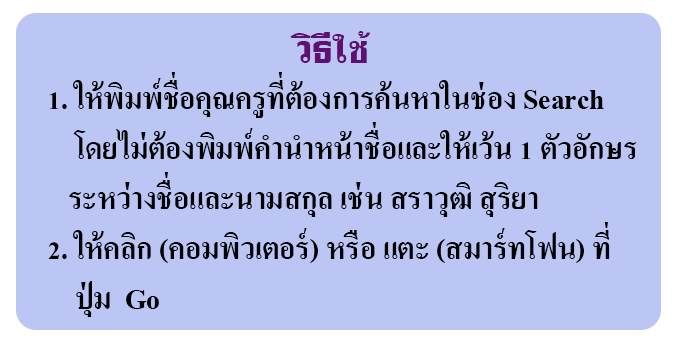 วิธีใช้
1. ให้พิมพ์ชื่อคุณครูที่ต้องการค้นหาในช่อง Search
โดยไม่ต้องพิมพ์คำนำหน้าชื่อและให้เว้น 1 ตัวอักษร
ระหว่างชื่อและนามสกุล เช่น สราวุฒิ สุริยา
2. ให้คลิก (คอมพิวเตอร์) หรือ แตะ (สมาร์ทโฟน) ที่
ปุ่ม Go